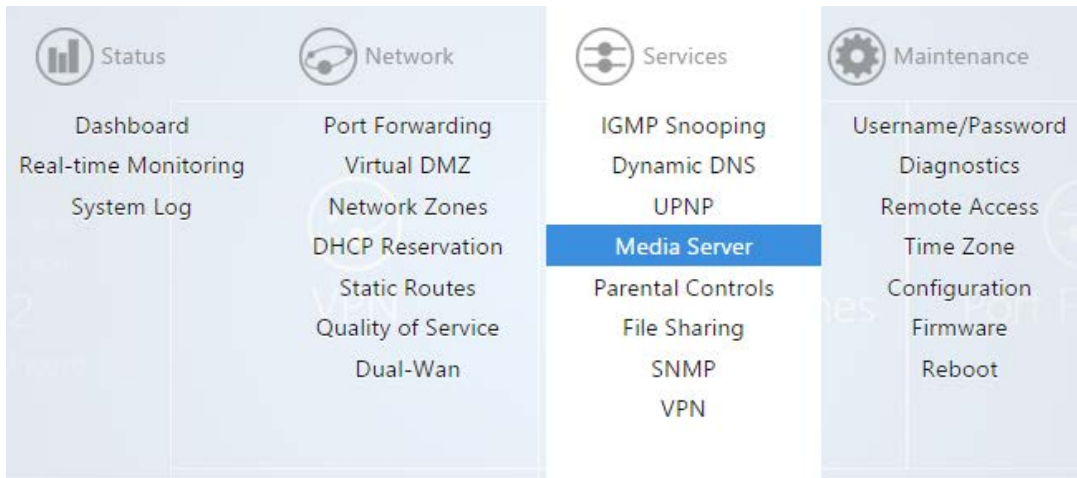 Status
Dashboard
Real-time Monitoring
System Log
Network
Port Forwarding
Virtual DMZ
Network Zones
DHCP Reservation
Static Routes
Quality of Service
Dual-Wan
Services
IGMP Snooping
Dynamic DNS
UPNP
Media Server
Parental Controls
File Sharing
SNMP
VPN
Maintenance
Username/Password
Diagnostics
Remote Access
Time Zone
Configuration
Firmware
Reboot
VPN